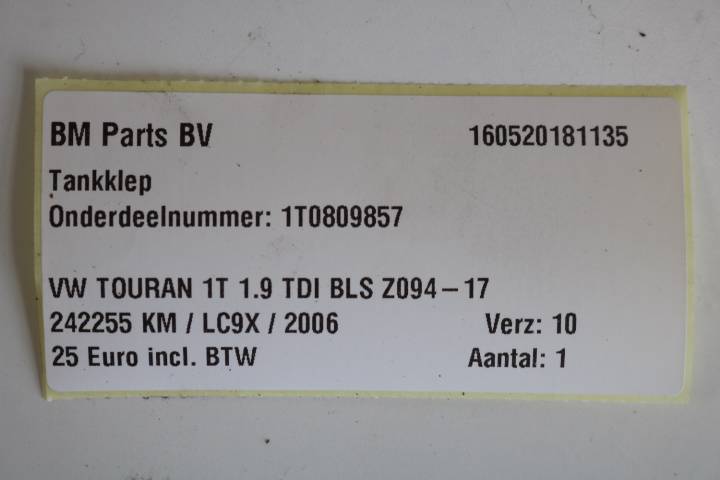 BM Parts BV 160520181135
Tankklep
Onderdeelnummer: 1T0809857
VW TOURAN 1T 1.9 TDI BLS Z094-17
242255 KM / LC9X / 2006 Verz: 10
25 Euro incl. BTW Aantal: 1